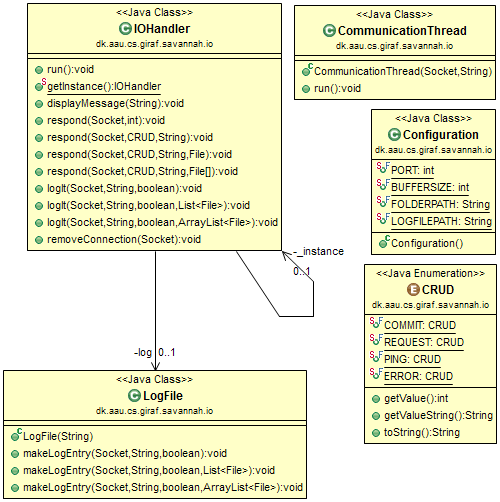 <<Java Class>>
IOHandler
dk.aau.cs.giraf.savannah.io
run():void
getInstance():IOHandler
displayMessage(String):void
respond(Socket,int):void
respond(Socket,CRUD,String):void
respond(Socket,CRUD,String,File):void
respond(Socket,CRUD,String,File[]):void
logIt(Socket,String,boolean):void
logIt(Socket,String,boolean,List<File>):void
logIt(Socket,String,boolean,ArrayList<File>):void
removeConnection(Socket):void
<<Java Class>>
CommunicationThread
dk.aau.cs.giraf.savannah.io
CommunicationThread(Socket,String)
run():void
<<Java Class>>
Configuration
dk.aau.cs.giraf.savannah.io
PORT: int
BUFFERSIZE: int
FOLDERPATH: String
LOGFILEPATH: String
Configuration()
-_instance
0..1
<<Java Enumeration>>
CRUD
dk.aau.cs.giraf.savannah.io
COMMIT: CRUD
REQUEST: CRUD
PING: CRUD
ERROR: CRUD
getValue():int
getValueString():String
toString():String
-log 0..1
<<Java Class>>
LogFile
dk.aau.cs.giraf.savannah.io
LogFile(String)
makeLogEntry(Socket,String,boolean):void
makeLogEntry(Socket,String,boolean,List<File>):void
makeLogEntry(Socket,String,boolean,ArrayList<File>):void